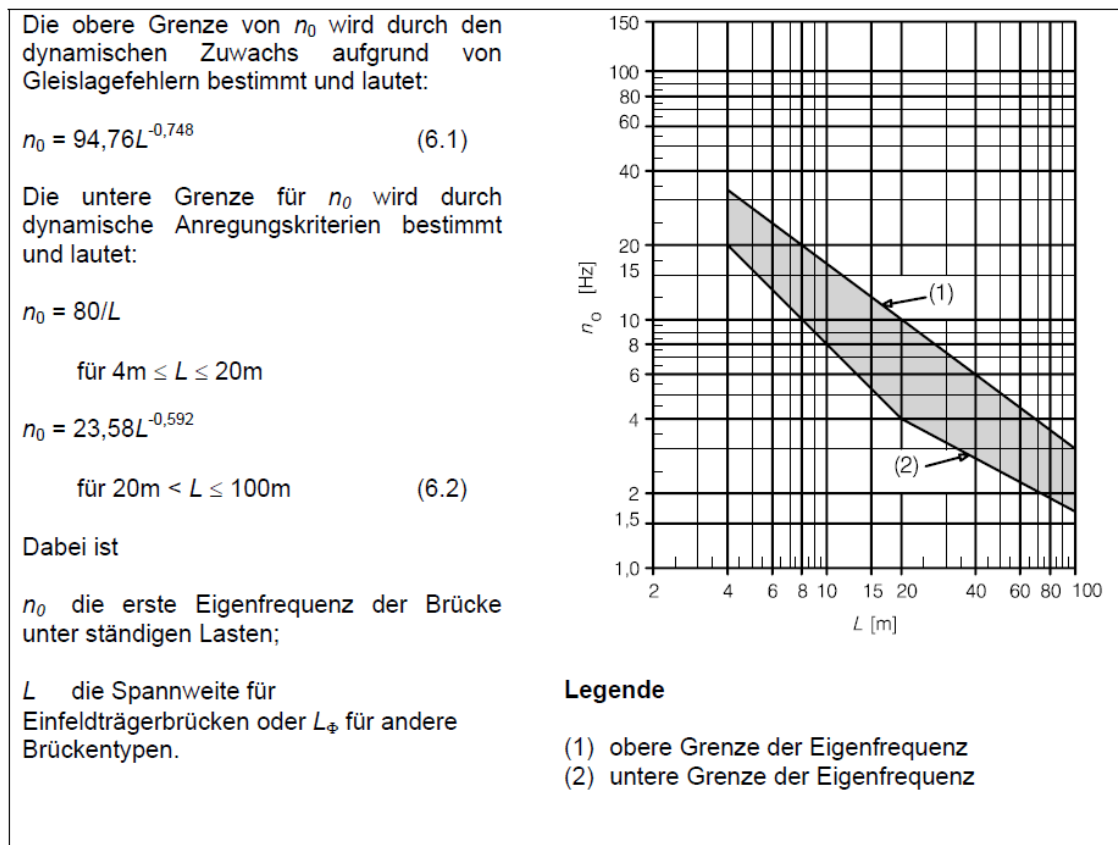 Die obere Grenze von n₀ wird durch den
dynamischen Zuwachs aufgrund von
Gleislagefehlern bestimmt und lautet:
n₀ = 94,76L⁻⁰,⁷⁴⁸ (6.1)
Die untere Grenze für n₀ wird durch
dynamische Anregungskriterien bestimmt
und lautet:
n₀ = 80/L
für 4m ≤ L ≤ 20m
n₀ = 23,58L⁻⁰,⁵⁹²
für 20m < L ≤ 100m (6.2)
Dabei ist
n₀ die erste Eigenfrequenz der Brücke
unter ständigen Lasten;
L die Spannweite für
Einfeldträgerbrücken oder L_Φ für andere
Brückentypen.
150
100
80
60
40
20
15
10
8
6
4
2
1,5
1,0
n₀ [Hz]
(1)
(2)
2 4 6 8 10 15 20 40 60 80 100
L [m]
Legende
(1) obere Grenze der Eigenfrequenz
(2) untere Grenze der Eigenfrequenz